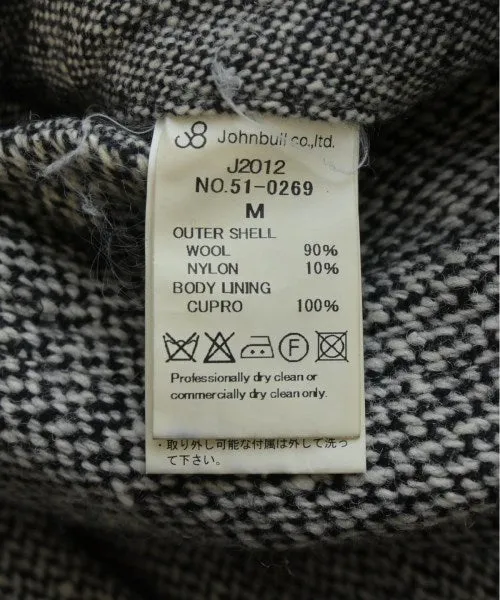 Johnbull co.,ltd.
J2012
NO.51-0269
M
OUTER SHELL
WOOL 90%
NYLON 10%
BODY LINING
CUPRO 100%
F
Professionally dry clean or
commercially dry clean only.
・取り外し可能な付属は外して洗っ
て下さい。